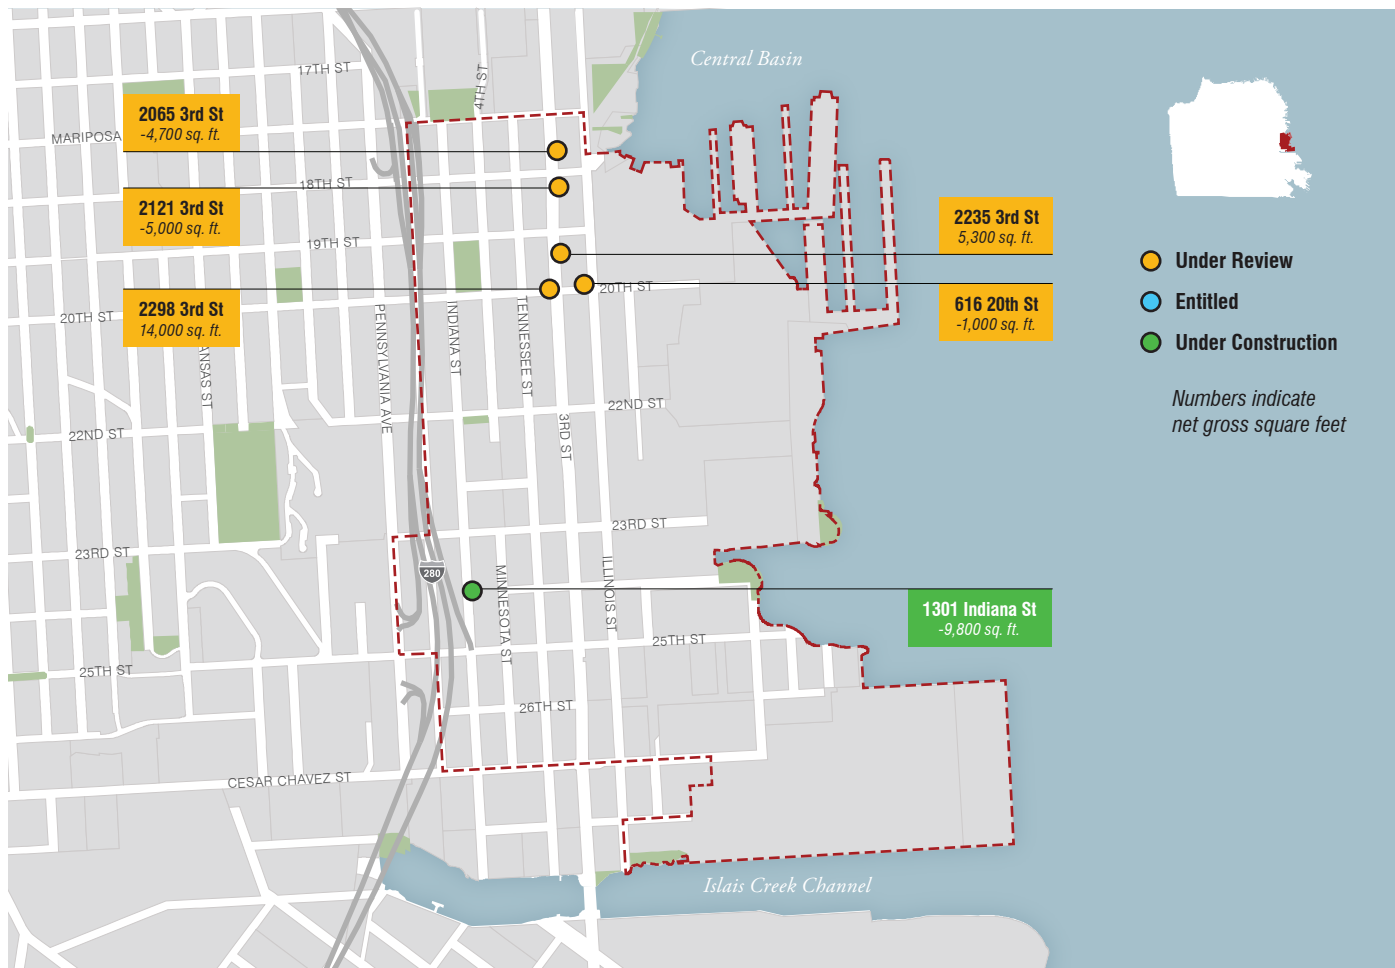 Central Basin
17TH ST
4TH ST
2065 3rd St
-4,700 sq. ft.
MARIPOSA
18TH ST
2121 3rd St
-5,000 sq. ft.
19TH ST
2235 3rd St
5,300 sq. ft.
Under Review
20TH ST
2298 3rd St
14,000 sq. ft.
20TH ST
616 20th St
-1,000 sq. ft.
Entitled
Under Construction
ANSAS ST
PENNSYLVANIA AVE
INDIANA ST
TENNESSEE ST
3RD ST
22ND ST
Numbers indicate
net gross square feet
22ND ST
23RD ST
23RD ST
280
MINNESOTA ST
ILLINOIS ST
1301 Indiana St
-9,800 sq. ft.
25TH ST
25TH ST
26TH ST
CESAR CHAVEZ ST
Islais Creek Channel